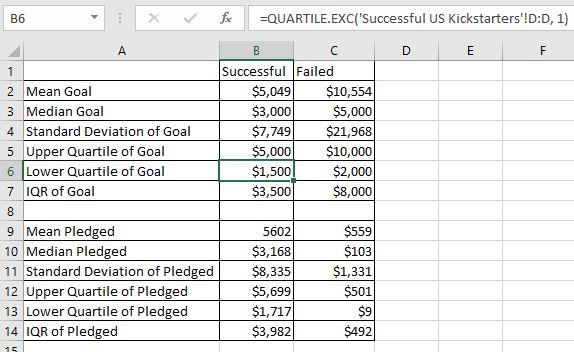 B6 fx =QUARTILE.EXC('Successful US Kickstarters'!D:D, 1)
A B C D E F
1 Successful Failed
2 Mean Goal $5,049 $10,554
3 Median Goal $3,000 $5,000
4 Standard Deviation of Goal $7,749 $21,968
5 Upper Quartile of Goal $5,000 $10,000
6 Lower Quartile of Goal $1,500 $2,000
7 IQR of Goal $3,500 $8,000
8
9 Mean Pledged 5602 $559
10 Median Pledged $3,168 $103
11 Standard Deviation of Pledged $8,335 $1,331
12 Upper Quartile of Pledged $5,699 $501
13 Lower Quartile of Pledged $1,717 $9
14 IQR of Pledged $3,982 $492
15